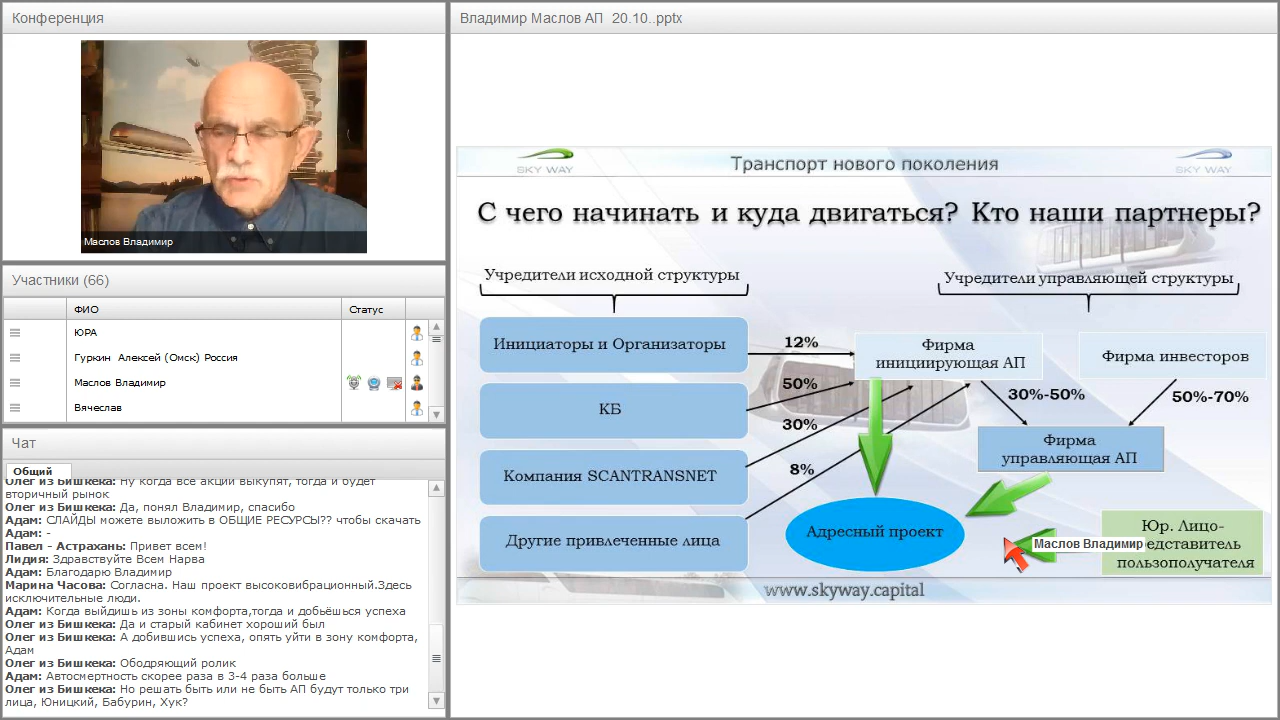 Конференция
Маслов Владимир
Участники (66)
ФИО
Статус
ЮРА
Гуркин Алексей (Омск) Россия
Маслов Владимир
Вячеслав
Чат
Общий
Олег из Бишкека: Ну когда все акции выкупят, тогда и будет
вторичный рынок
Олег из Бишкека: Да, понял Владимир, спасибо
Адам: СЛАЙДЫ можете выложить в ОБЩИЕ РЕСУРСЫ?? чтобы скачать
Адам: -
Павел - Астрахань: Привет всем!
Лидия: Здравствуйте Всем Нарва
Адам: Благодарю Владимир
Марина Часова: Согласна. Наш проект высоковибрационный.Здесь
исключительные люди.
Адам: Когда выйдишь из зоны комфорта,тогда и добьёшься успеха
Олег из Бишкека: Да и старый кабинет хороший был
Олег из Бишкека: А добившись успеха, опять уйти в зону комфорта,
Адам
Олег из Бишкека: Ободряющий ролик
Адам: Автосмертность скорее раза в 3-4 раза больше
Олег из Бишкека: Но решать быть или не быть АП будут только три
лица, Юницкий, Бабурин, Хук?
Владимир Маслов АП 20.10..pptx
SKY WAY
Транспорт нового поколения
SKY WAY
С чего начинать и куда двигаться? Кто наши партнеры?
Учредители исходной структуры
Учредители управляющей структуры
Инициаторы и Организаторы
КБ
Компания SCANTRANSNET
Другие привлеченные лица
12%
50%
30%
8%
Фирма
инициирующая АП
Фирма инвесторов
30%-50%
50%-70%
Фирма
управляющая АП
Адресный проект
Юр. Лицо-
едставитель
пользополучателя
Маслов Владимир
www.skyway.capital